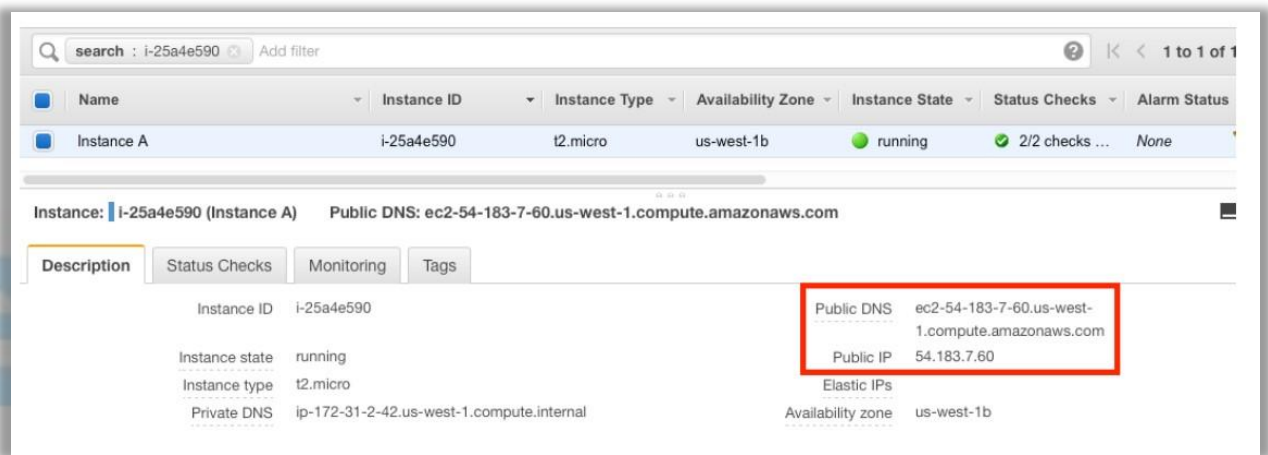 search : i-25a4e590 Add filter 1 to 1 of 1
Name Instance ID Instance Type Availability Zone Instance State Status Checks Alarm Status
Instance A i-25a4e590 t2.micro us-west-1b running 2/2 checks ... None
Instance: i-25a4e590 (Instance A) Public DNS: ec2-54-183-7-60.us-west-1.compute.amazonaws.com
Description Status Checks Monitoring Tags
Instance ID i-25a4e590 Public DNS ec2-54-183-7-60.us-west-
1.compute.amazonaws.com
Instance state running Public IP 54.183.7.60
Instance type t2.micro Elastic IPs
Private DNS ip-172-31-2-42.us-west-1.compute.internal Availability zone us-west-1b